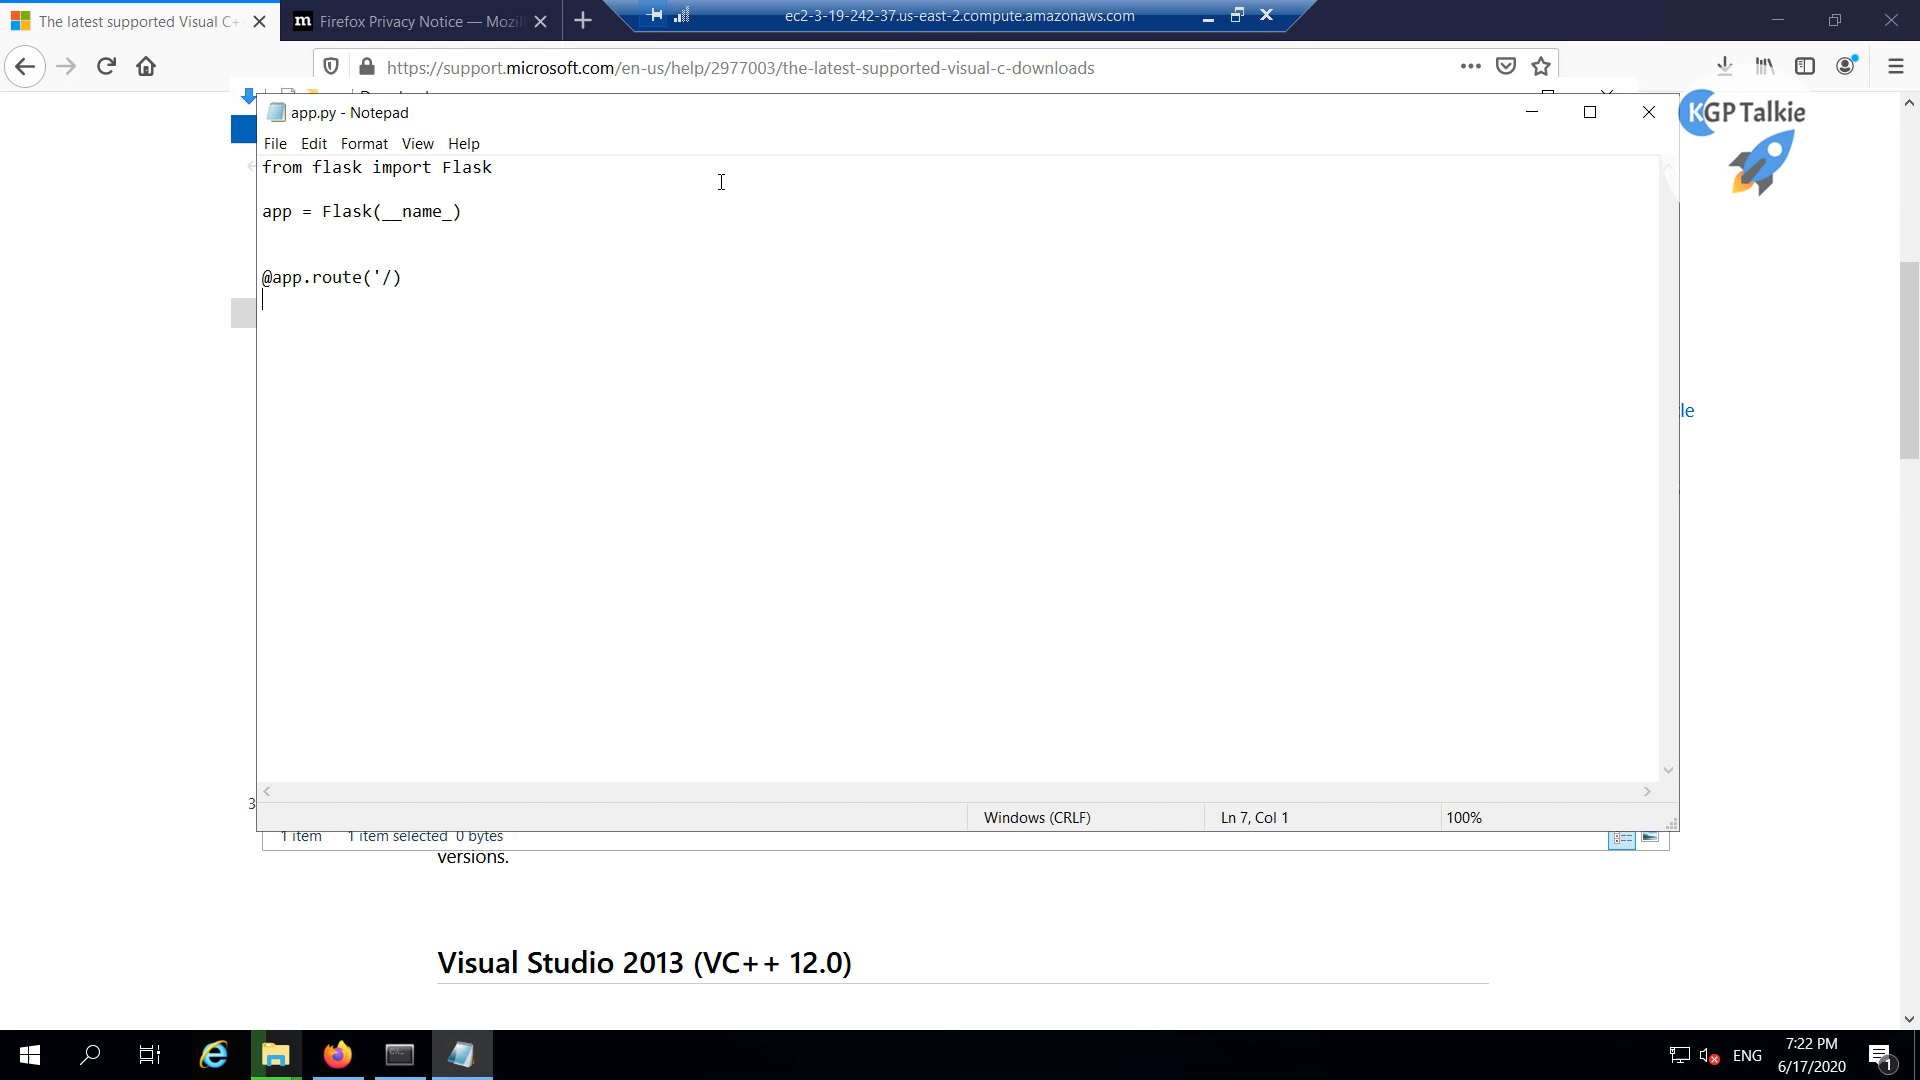 The latest supported Visual C+
Firefox Privacy Notice — Mozil
ec2-3-19-242-37.us-east-2.compute.amazonaws.com
https://support.microsoft.com/en-us/help/2977003/the-latest-supported-visual-c-downloads
KGP Talkie
app.py - Notepad
File Edit Format View Help
from flask import Flask
app = Flask(__name_)
@app.route('/)
le
3
Windows (CRLF)
Ln 7, Col 1
100%
1 item 1 item selected 0 bytes
versions.
Visual Studio 2013 (VC++ 12.0)
ENG
7:22 PM
6/17/2020
1